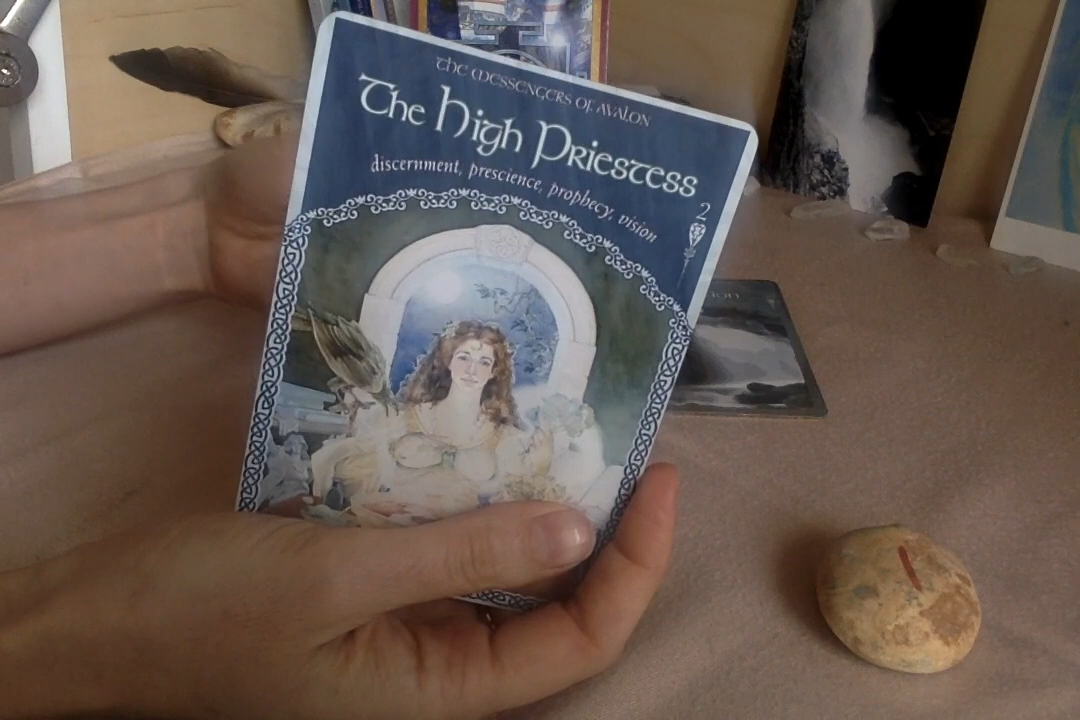 THE MESSENGERS OF AVALON
The High Priestess
discernment, prescience, prophecy, vision
2